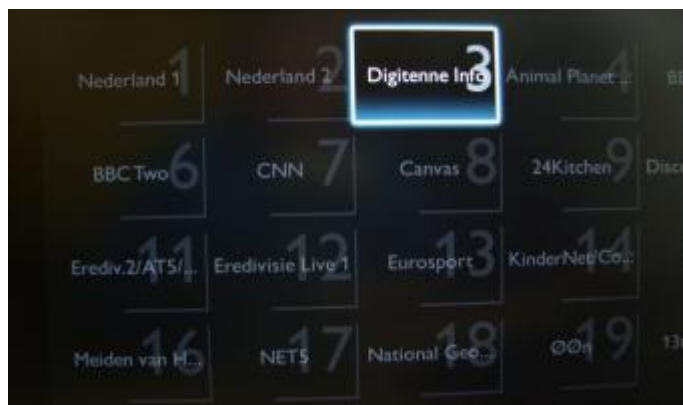 1 2 3 4
Nederland 1 Nederland 2 Digitenne Info Animal Planet ...
6 7 8 9
BBC Two CNN Canvas 24Kitchen Disc
11 12 13 14
Erediv.2/AT5/... Eredivisie Live 1 Eurosport KinderNet/Co...
16 17 18 19
Meiden van H... NET5 National Geo... ØØn 13